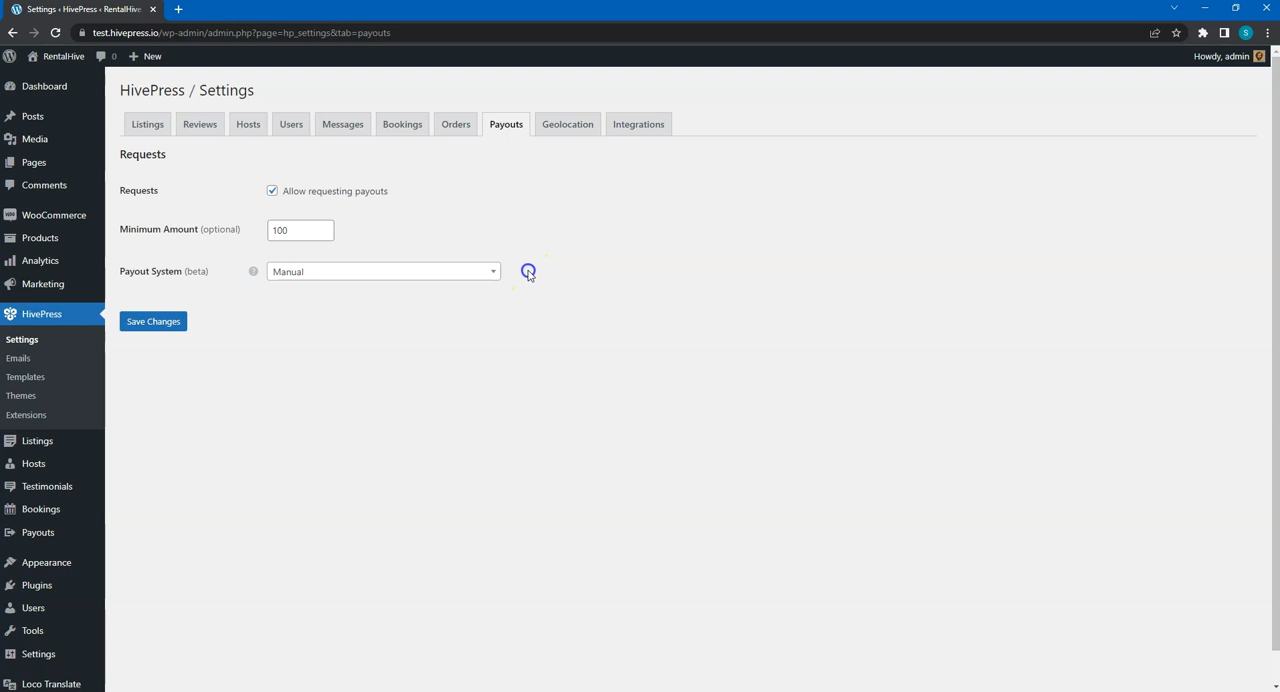 Settings ‹ HivePress ‹ RentalHive
test.hivepress.io/wp-admin/admin.php?page=hp_settings&tab=payouts
S
RentalHive 0 New
Howdy, admin
Dashboard
Posts
Media
Pages
Comments
WooCommerce
Products
Analytics
Marketing
HivePress
Settings
Emails
Templates
Themes
Extensions
Listings
Hosts
Testimonials
Bookings
Payouts
Appearance
Plugins
Users
Tools
Settings
Loco Translate
HivePress / Settings
Listings Reviews Hosts Users Messages Bookings Orders Payouts Geolocation Integrations
Requests
Requests Allow requesting payouts
Minimum Amount (optional) 100
Payout System (beta) ? Manual
Save Changes